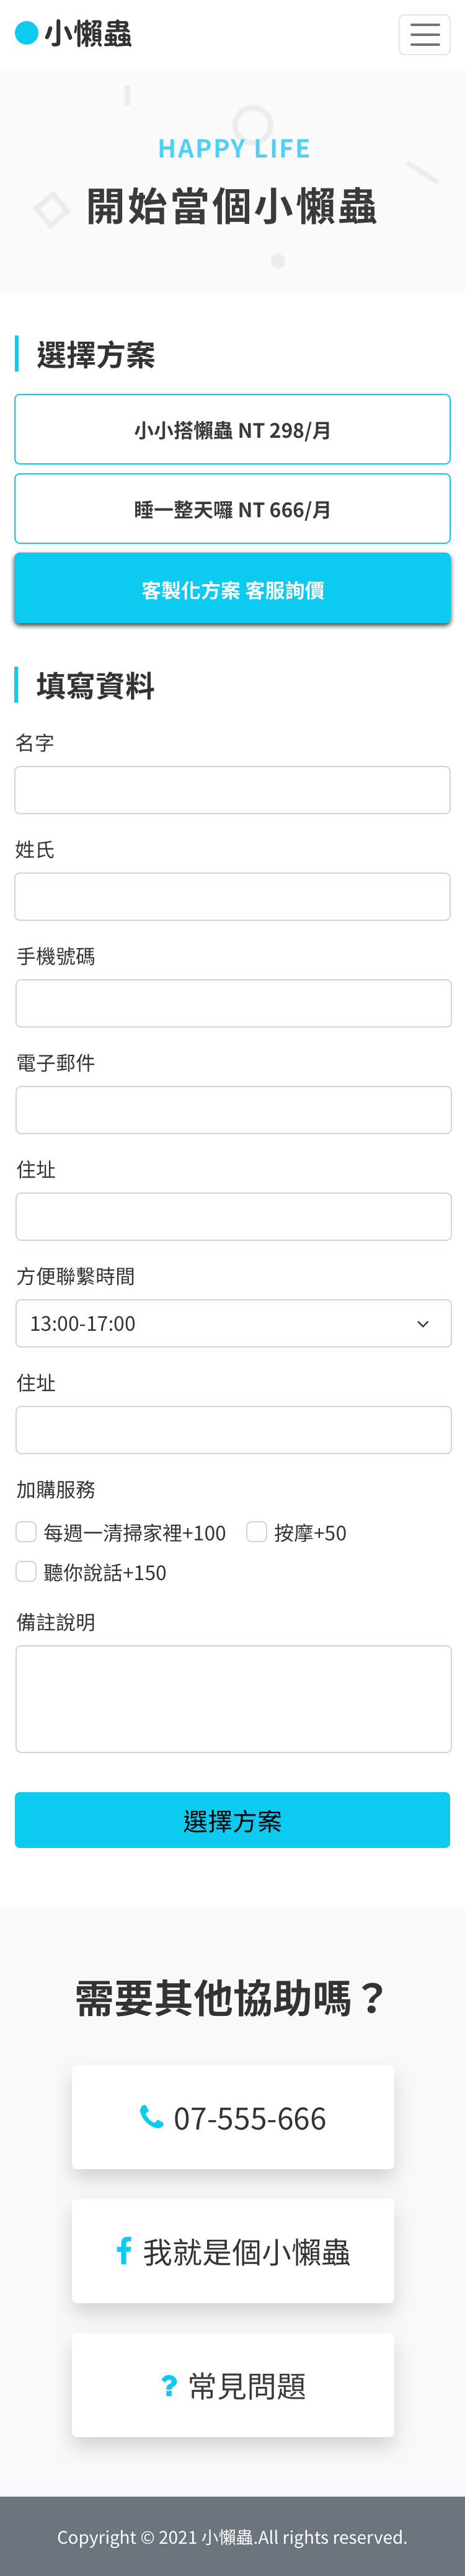 小懶蟲
HAPPY LIFE
開始當個小懶蟲
選擇方案
小小搭懶蟲 NT 298/月
睡一整天囉 NT 666/月
客製化方案 客服詢價
填寫資料
名字
姓氏
手機號碼
電子郵件
住址
方便聯繫時間
13:00-17:00
住址
加購服務
每週一清掃家裡+100 按摩+50
聽你說話+150
備註說明
選擇方案
需要其他協助嗎？
07-555-666
我就是個小懶蟲
? 常見問題
Copyright © 2021 小懶蟲.All rights reserved.